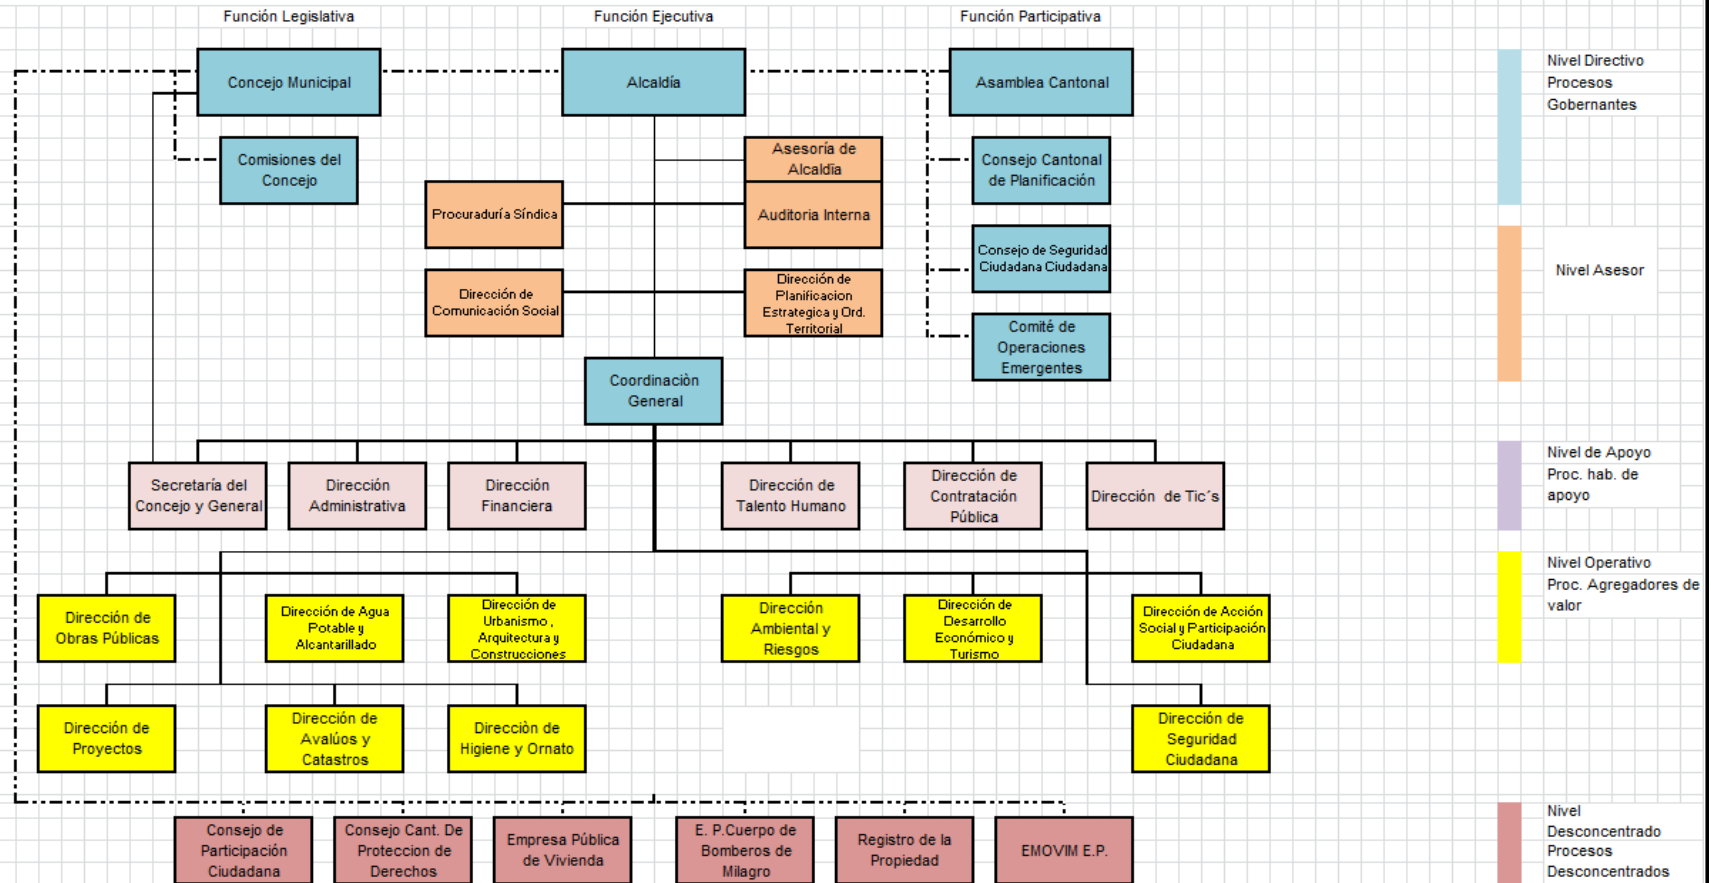 Función Legislativa
Función Ejecutiva
Función Participativa
Concejo Municipal
Alcaldía
Asamblea Cantonal
Nivel Directivo
Procesos
Gobernantes
Comisiones del
Concejo
Asesoría de
Alcaldïa
Consejo Cantonal
de Planificación
Procuraduría Síndica
Auditoria Interna
Consejo de Seguridad
Ciudadana Ciudadana
Nivel Asesor
Dirección de
Comunicación Social
Dirección de
Planificacion
Estrategica y Ord.
Territorial
Comité de
Operaciones
Emergentes
Coordinaciòn
General
Secretaría del
Concejo y General
Dirección
Administrativa
Dirección
Financiera
Dirección de
Talento Humano
Dirección de
Contratación
Pública
Dirección  de Tic´s
Nivel de Apoyo
Proc. hab. de
apoyo
Nivel Operativo
Proc. Agregadores de
valor
Dirección de
Obras Públicas
Dirección de Agua
Potable y
Alcantarillado
Dirección de
Urbanismo ,
Arquitectura y
Construcciones
Dirección
Ambiental y
Riesgos
Dirección de
Desarrollo
Económico y
Turismo
Dirección de Acción
Social y Participación
Ciudadana
Dirección de
Proyectos
Dirección de
Avalúos y
Catastros
Direcciòn de
Higiene y Ornato
Dirección de
Seguridad
Ciudadana
Consejo de
Participación
Ciudadana
Consejo Cant. De
Proteccion de
Derechos
Empresa Pública
de Vivienda
E. P.Cuerpo de
Bomberos de
Milagro
Registro de la
Propiedad
EMOVIM E.P.
Nivel
Desconcentrado
Procesos
Desconcentrados